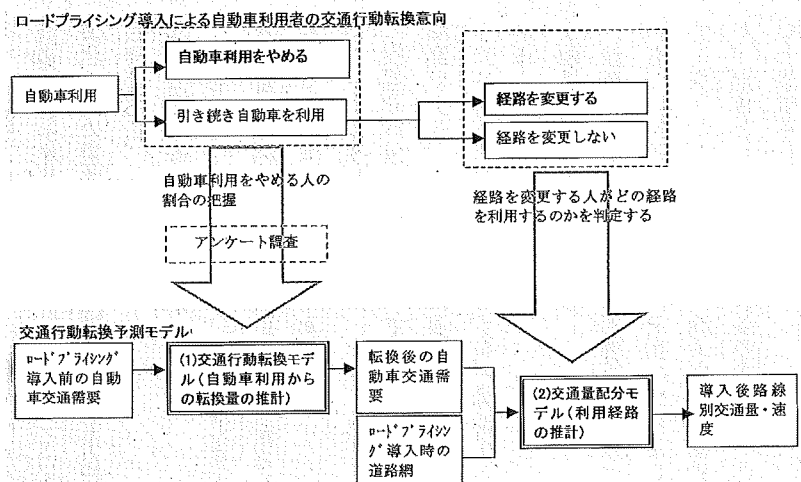 ロードプライシング導入による自動車利用者の交通行動転換意向
自動車利用
自動車利用をやめる
引き続き自動車を利用
経路を変更する
経路を変更しない
自動車利用をやめる人の
割合の把握
アンケート調査
経路を変更する人がどの経路
を利用するのかを判定する
交通行動転換予測モデル
ﾛｰﾄﾞﾌﾟﾗｲｼﾝｸﾞ
導入前の自動
車交通需要
(1)交通行動転換モ
デル(自動車利用から
の転換量の推計)
転換後の自
動車交通需
要
ﾛｰﾄﾞﾌﾟﾗｲｼﾝ
ｸﾞ導入時の
道路網
(2)交通量配分モ
デル(利用経路
の推計)
導入後路線
別交通量・速
度